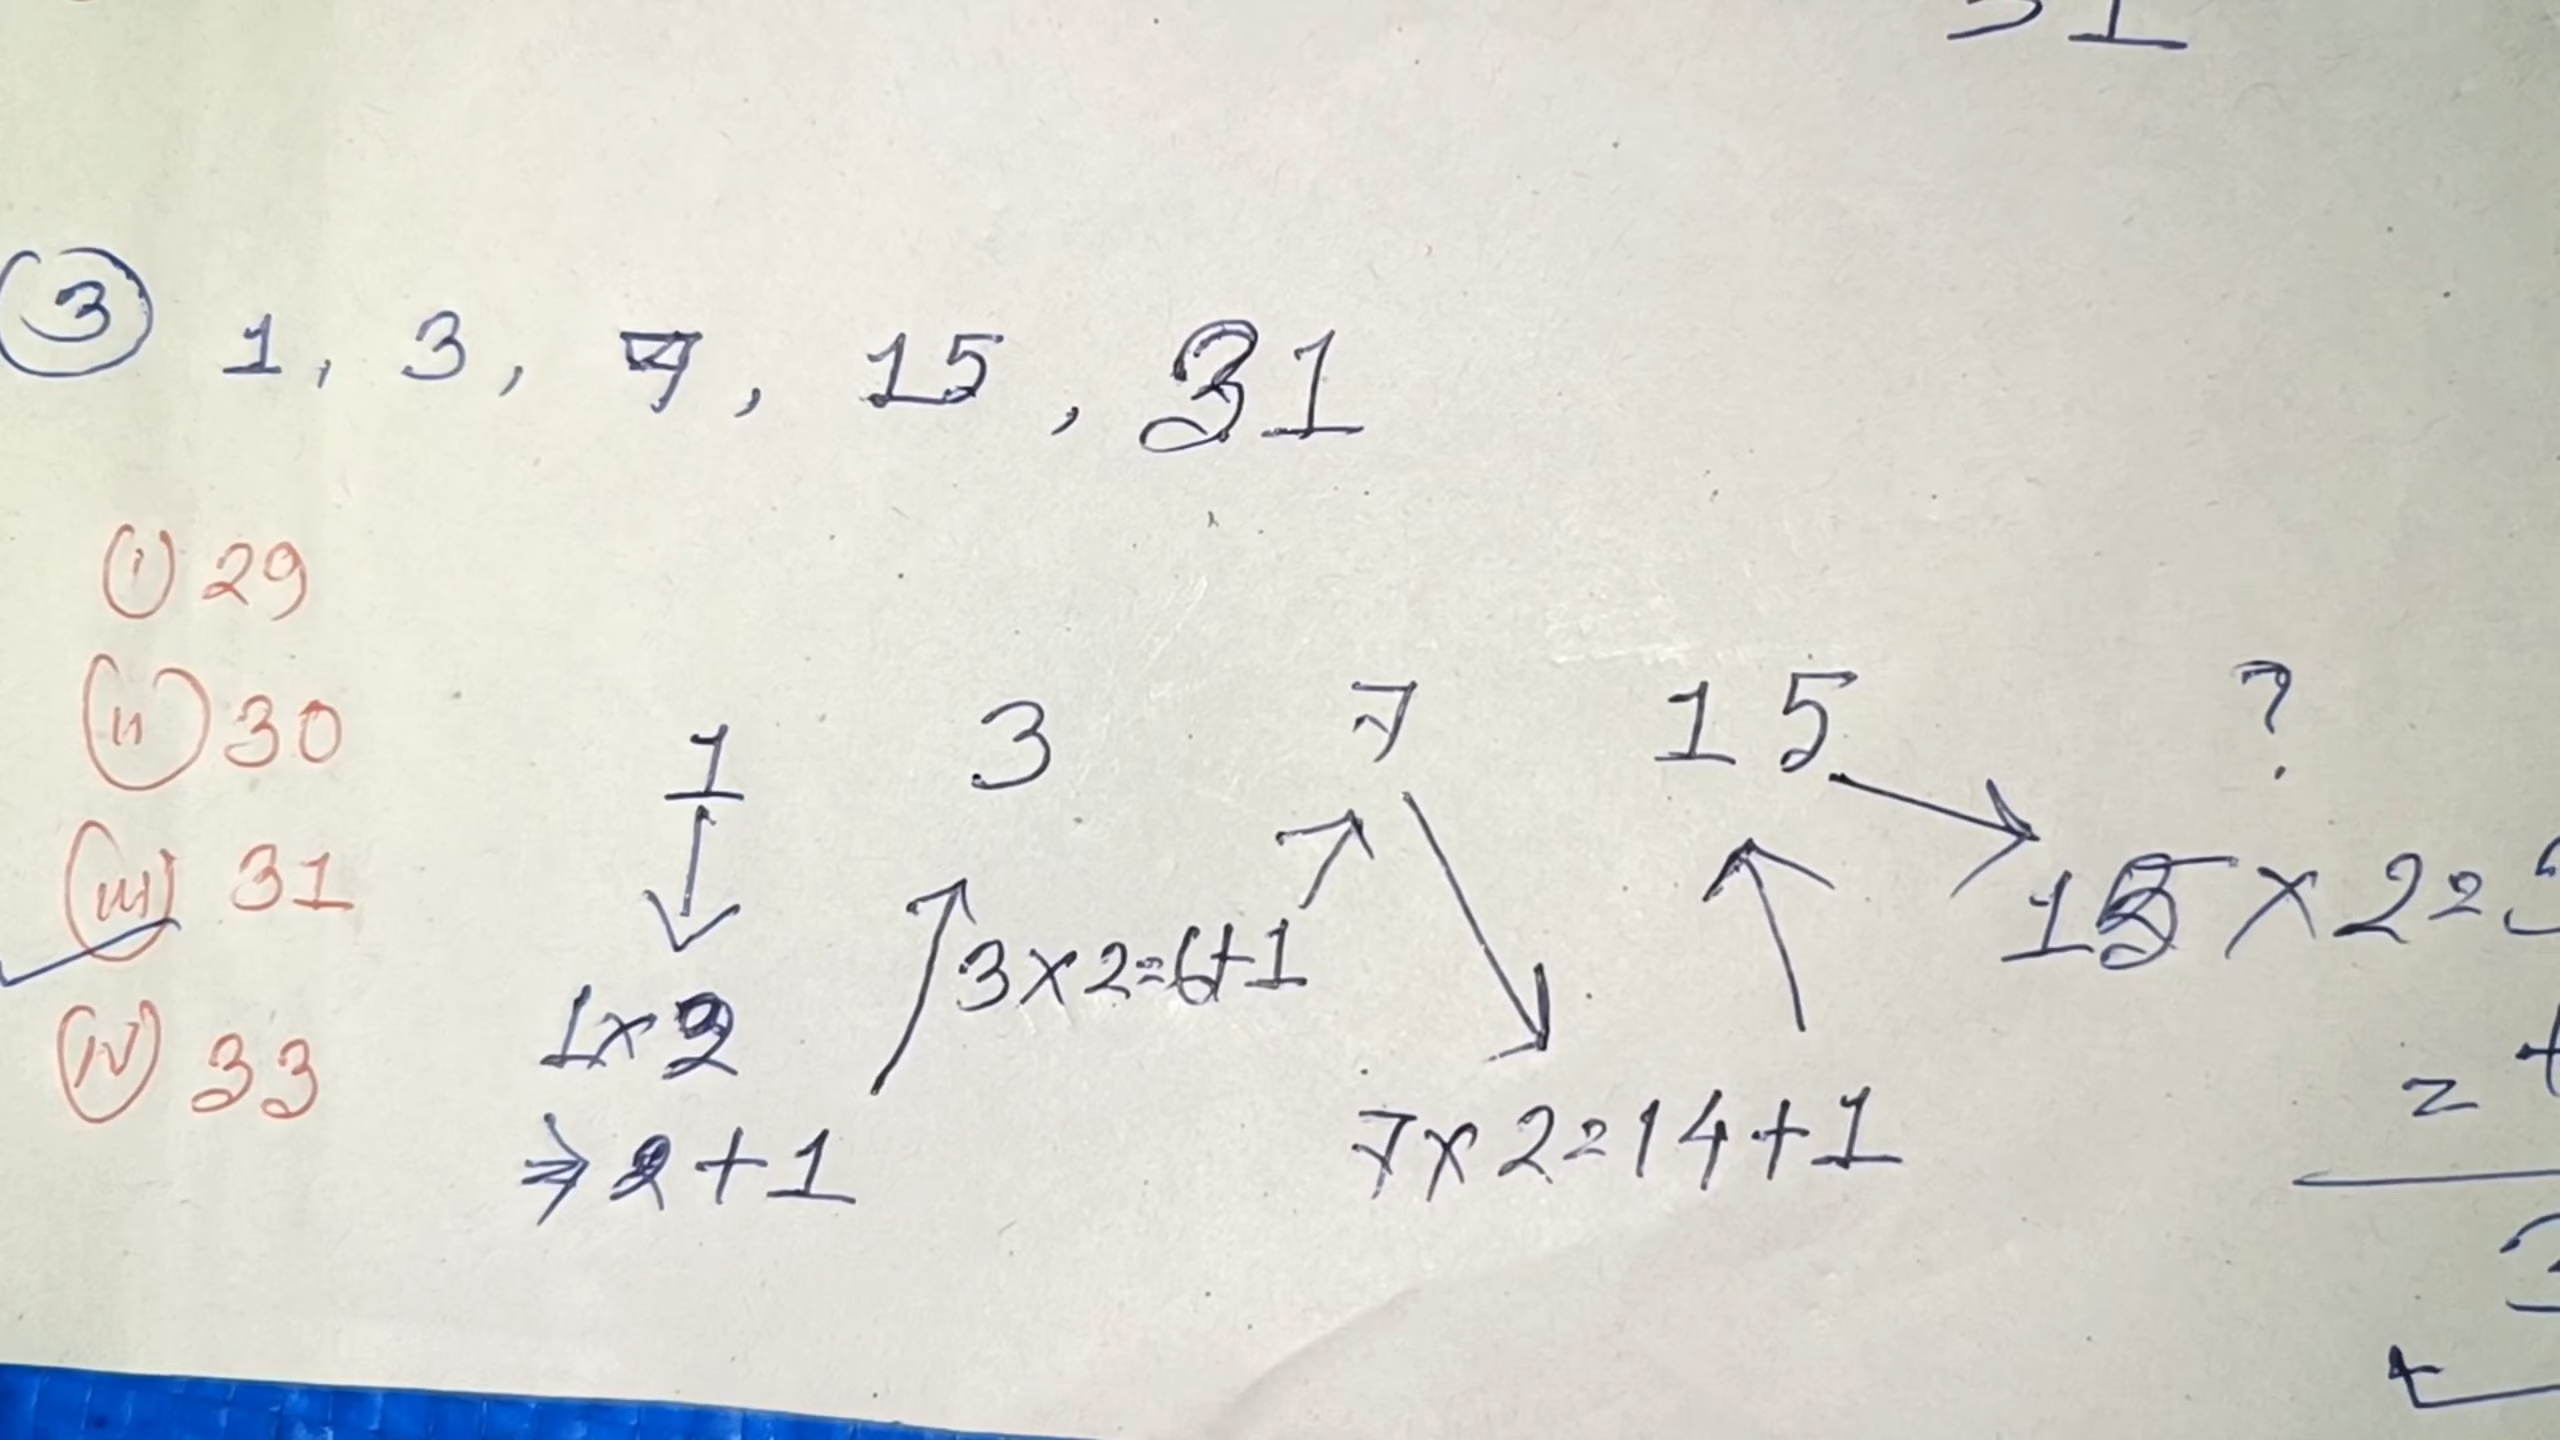 31
③ 1, 3, 7, 15, 31
(i) 29
(ii) 30
(iii) 31
(iv) 33
1 3 7 15 ?
1×2
⇒ 2+1
3×2=6+1
7×2=14+1
15×2=
= +